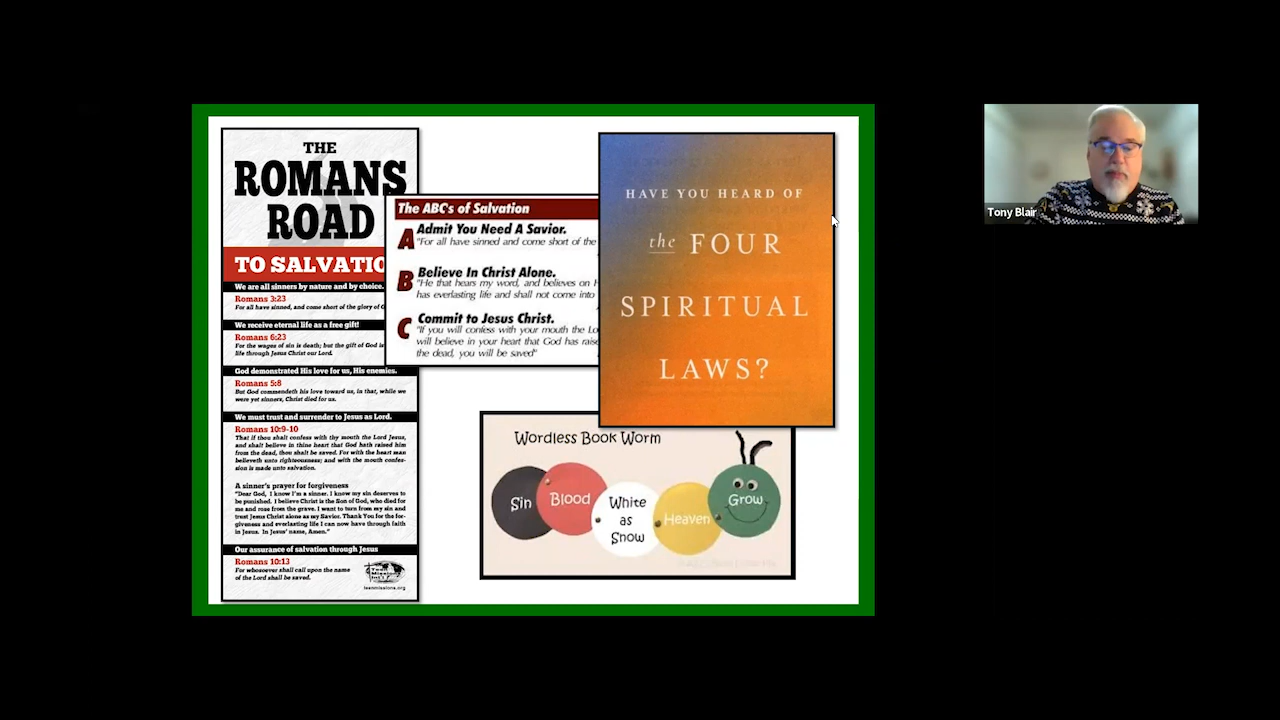 THE
ROMANS
ROAD
TO SALVATIO
We are all sinners by nature and by choice.
Romans 3:23
For all have sinned, and come short of the glory of G
We receive eternal life as a free gift!
Romans 6:23
For the wages of sin is death; but the gift of God is
life through Jesus Christ our Lord.
God demonstrated His love for us, His enemies.
Romans 5:8
But God commendeth his love toward us, in that, while we
were yet sinners, Christ died for us.
We must trust and surrender to Jesus as Lord.
Romans 10:9-10
That if thou shalt confess with thy mouth the Lord Jesus,
and shalt believe in thine heart that God hath raised him
from the dead, thou shalt be saved. For with the heart man
believeth unto righteousness; and with the mouth confes-
sion is made unto salvation.
A sinner's prayer for forgiveness
"Dear God, I know I'm a sinner. I know my sin deserves to
be punished. I believe Christ is the Son of God, who died for
me and rose from the grave. I want to turn from my sin and
trust Jesus Christ alone as my Savior. Thank You for the for-
giveness and everlasting life I can now have through faith
in Jesus. In Jesus' name, Amen."
Our assurance of salvation through Jesus
Romans 10:13
For whosoever shall call upon the name
of the Lord shall be saved.
Teen
Missions
Int'l
teenmissions.org
The ABC's of Salvation
A Admit You Need A Savior.
"For all have sinned and come short of the
B Believe In Christ Alone.
"He that hears my word, and believes on H
has everlasting life and shall not come into
C Commit to Jesus Christ.
"If you will confess with your mouth the Lo
will believe in your heart that God has raise
the dead, you will be saved"
HAVE YOU HEARD OF
the FOUR
SPIRITUAL
LAWS?
Wordless Book Worm
Sin
Blood
White
as
Snow
Heaven
Grow
Tony Blair